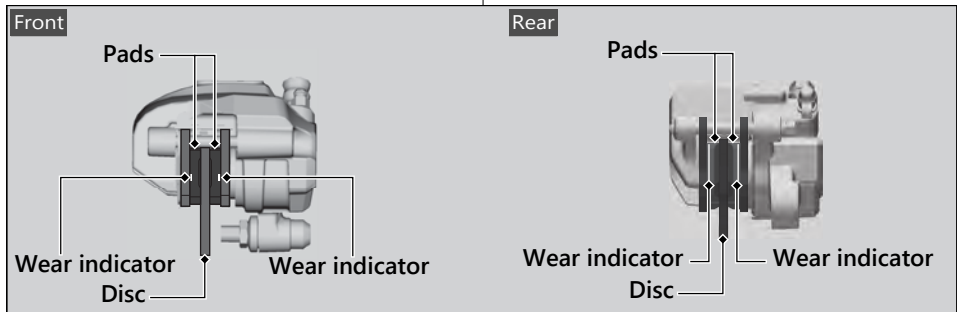 Front
Pads
Wear indicator
Wear indicator
Disc
Rear
Pads
Wear indicator
Wear indicator
Disc